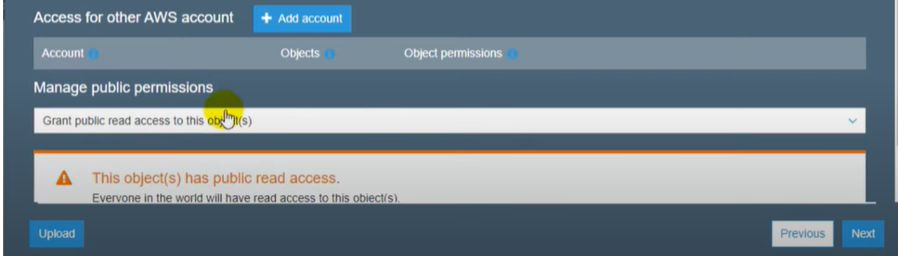 Access for other AWS account + Add account
Account Objects Object permissions
Manage public permissions
Grant public read access to this object(s)
This object(s) has public read access.
Everyone in the world will have read access to this object(s).
Upload Previous Next